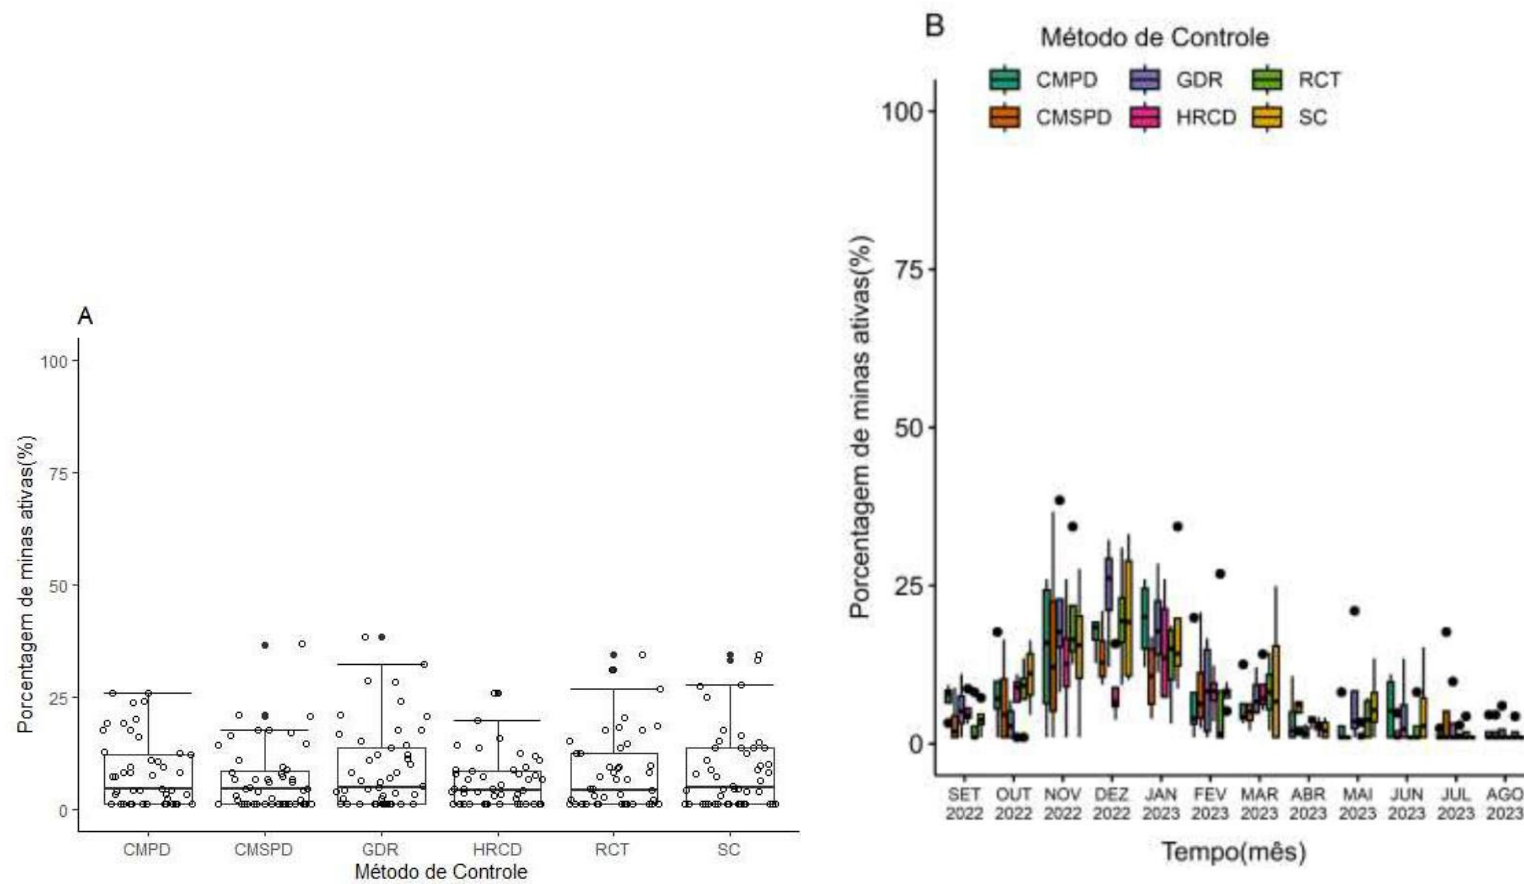 A
Porcentagem de minas ativas(%)
100
75
50
25
0
CMPD CMSPD GDR HRCD RCT SC
Método de Controle
B
Método de Controle
CMPD GDR RCT
CMSPD HRCD SC
Porcentagem de minas ativas(%)
100
75
50
25
0
SET OUT NOV DEZ JAN FEV MAR ABR MAI JUN JUL AGO
2022 2022 2022 2022 2023 2023 2023 2023 2023 2023 2023 2023
Tempo(mês)